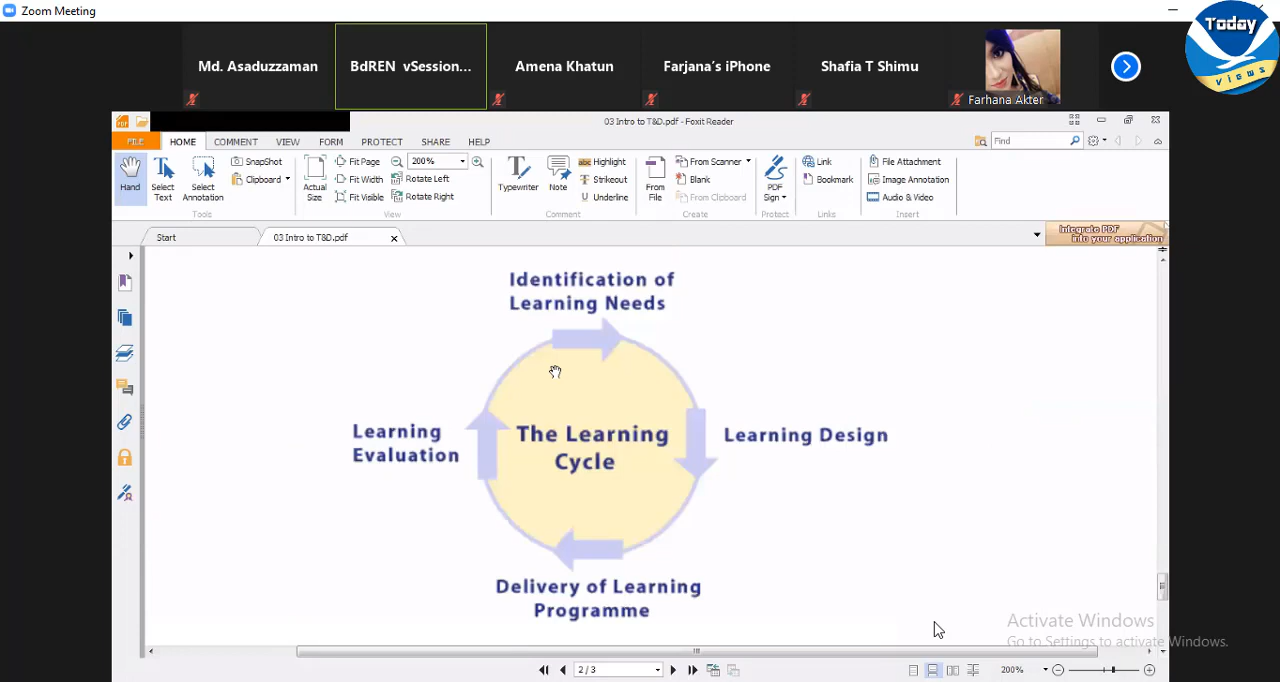 Zoom Meeting
Today
views
Md. Asaduzzaman
BdREN vSession...
Amena Khatun
Farjana's iPhone
Shafia T Shimu
Farhana Akter
03 Intro to T&D.pdf - Foxit Reader
FILE HOME COMMENT VIEW FORM PROTECT SHARE HELP
Find
Hand
Select Text
Select Annotation
SnapShot
Clipboard
Tools
Actual Size
Fit Page
Fit Width
Fit Visible
200%
Rotate Left
Rotate Right
View
Typewriter
Note
Highlight
Strikeout
Underline
Comment
From File
From Scanner
Blank
From Clipboard
Create
PDF Sign
Protect
Link
Bookmark
Links
File Attachment
Image Annotation
Audio & Video
Insert
Start
03 Intro to T&D.pdf
Integrate PDF
into your application
Identification of
Learning Needs
Learning
Evaluation
The Learning
Cycle
Learning Design
Delivery of Learning
Programme
Activate Windows
Go to Settings to activate Windows.
2 / 3
200%